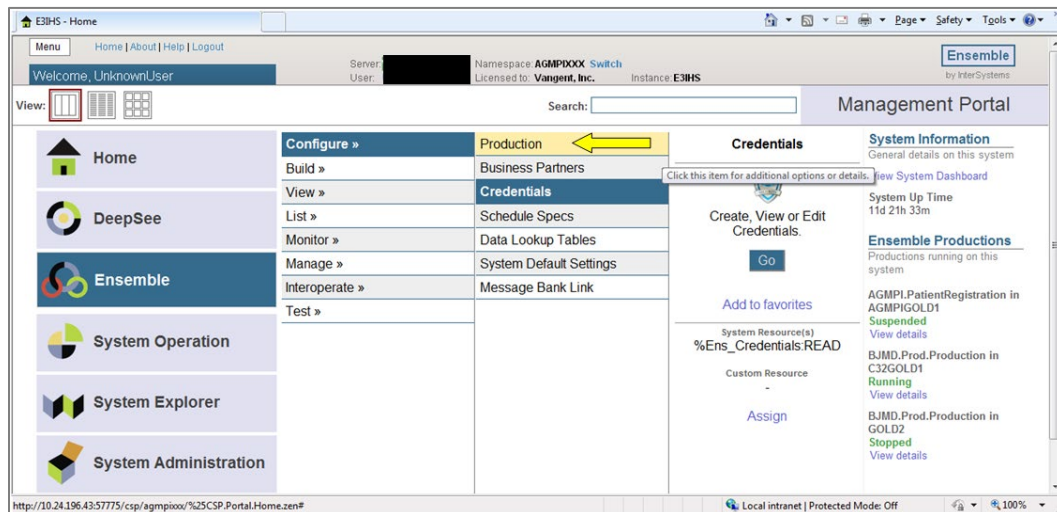 E3IHS - Home
Page Safety Tools
Menu Home | About | Help | Logout
Server:
Namespace: AGMPIXXX Switch
Ensemble
by InterSystems
Welcome, UnknownUser
User:
Licensed to: Vangent, Inc. Instance: E3IHS
View:
Search:
Management Portal
Home
DeepSee
Ensemble
System Operation
System Explorer
System Administration
Configure »
Build »
View »
List »
Monitor »
Manage »
Interoperate »
Test »
Production
Business Partners
Credentials
Schedule Specs
Data Lookup Tables
System Default Settings
Message Bank Link
Credentials
Click this item for additional options or details.
Create, View or Edit
Credentials.
Go
Add to favorites
System Resource(s)
%Ens_Credentials:READ
Custom Resource
-
Assign
System Information
General details on this system
View System Dashboard
System Up Time
11d 21h 33m
Ensemble Productions
Productions running on this
system
AGMPI.PatientRegistration in
AGMPIGOLD1
Suspended
View details
BJMD.Prod.Production in
C32GOLD1
Running
View details
BJMD.Prod.Production in
GOLD2
Stopped
View details
http://10.24.196.43:57775/csp/agmpixxx/%25CSP.Portal.Home.zen#
Local intranet | Protected Mode: Off
100%